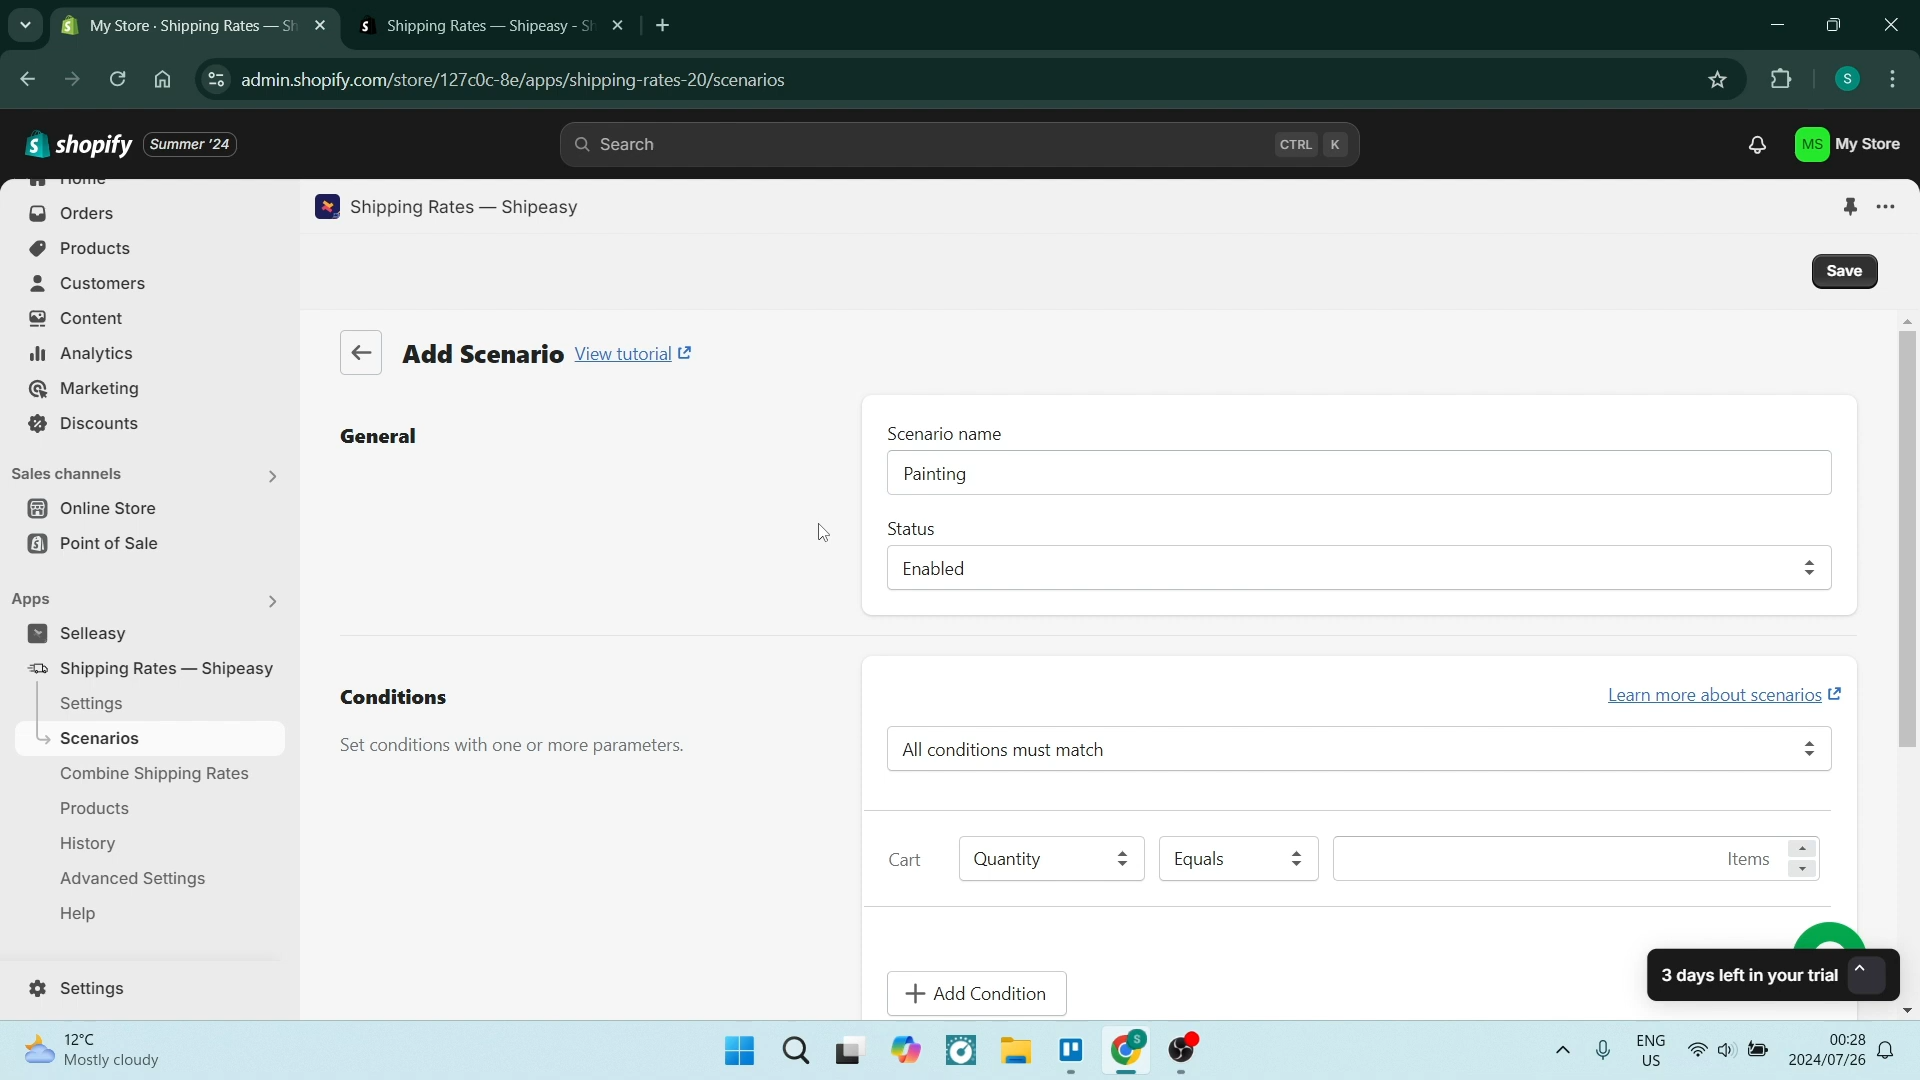 My Store · Shipping Rates — Sh
Shipping Rates — Shipeasy - Sh
admin.shopify.com/store/127c0c-8e/apps/shipping-rates-20/scenarios
S
shopify
Summer '24
Search
CTRL
K
MS
My Store
Home
Orders
Products
Customers
Content
Analytics
Marketing
Discounts
Sales channels
Online Store
Point of Sale
Apps
Selleasy
Shipping Rates — Shipeasy
Settings
Scenarios
Combine Shipping Rates
Products
History
Advanced Settings
Help
Settings
Shipping Rates — Shipeasy
Save
Add Scenario
View tutorial
General
Scenario name
Painting
Status
Enabled
Conditions
Set conditions with one or more parameters.
Learn more about scenarios
All conditions must match
Cart
Quantity
Equals
Items
Add Condition
3 days left in your trial
12°C
Mostly cloudy
S
ENG
US
00:28
2024/07/26